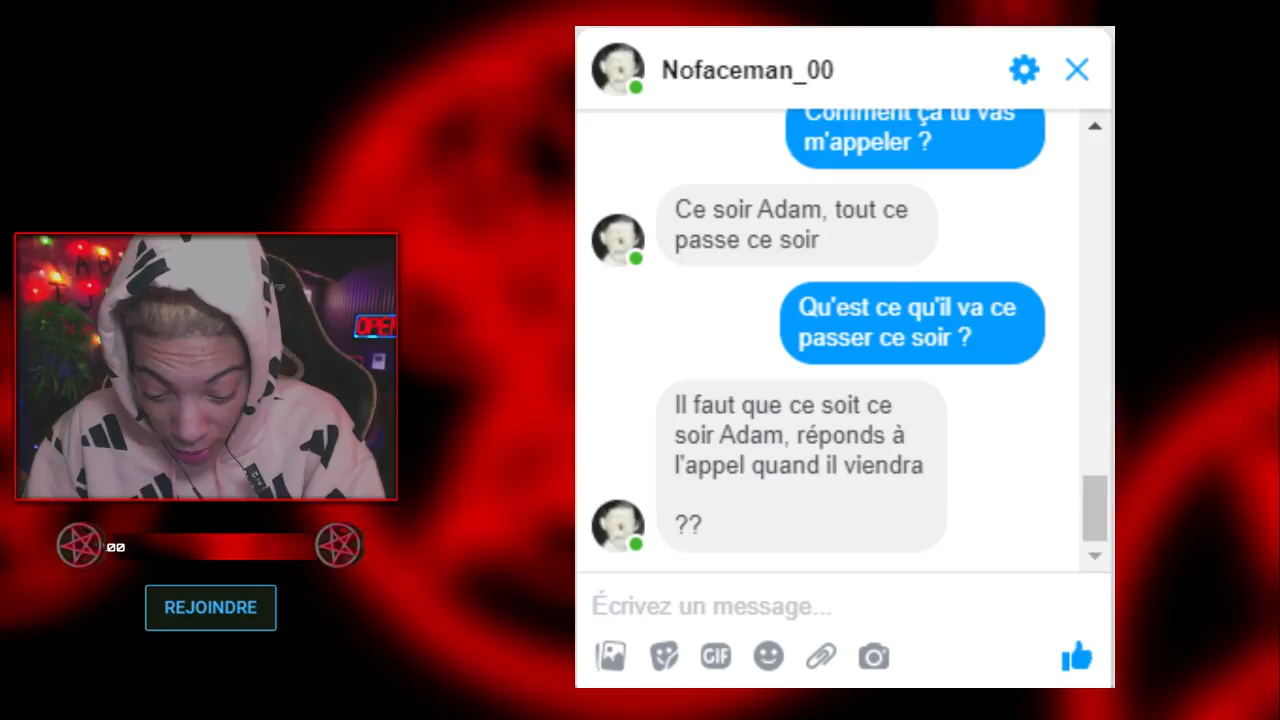 OPEN
00
REJOINDRE
Nofaceman_00
Comment ça tu vas
m'appeler ?
Ce soir Adam, tout ce
passe ce soir
Qu'est ce qu'il va ce
passer ce soir ?
Il faut que ce soit ce
soir Adam, réponds à
l'appel quand il viendra
??
Écrivez un message...
GIF